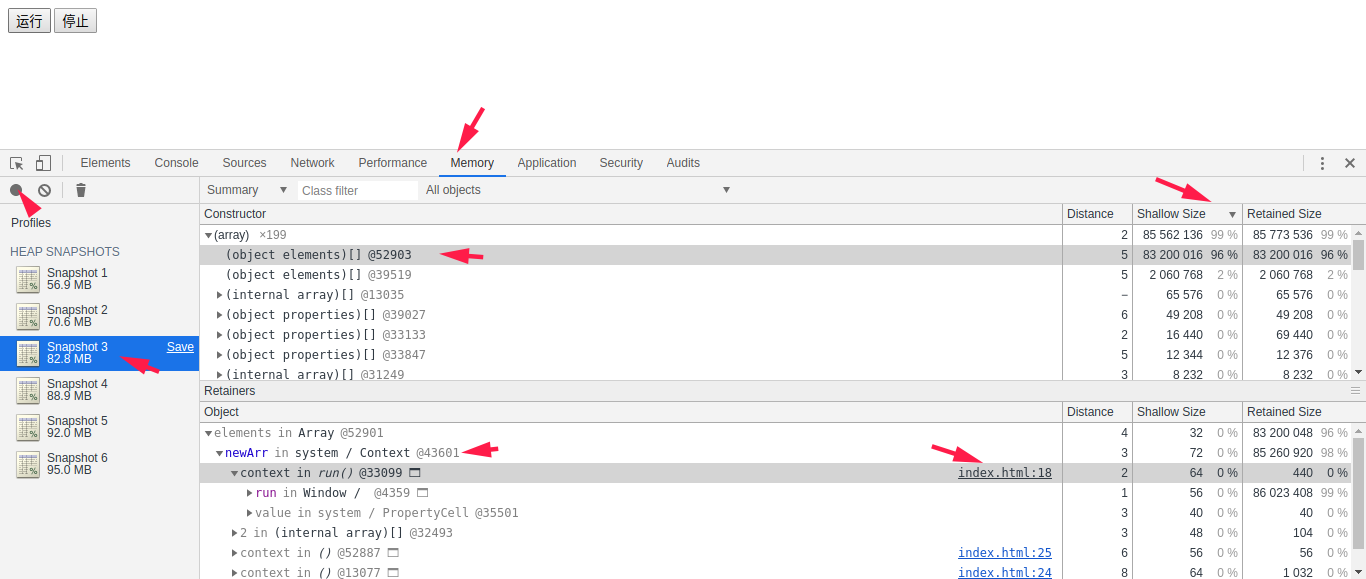 运行 停止
Elements Console Sources Network Performance Memory Application Security Audits
Summary Class filter All objects
Profiles
HEAP SNAPSHOTS
Snapshot 1
56.9 MB
Snapshot 2
70.6 MB
Snapshot 3 Save
82.8 MB
Snapshot 4
88.9 MB
Snapshot 5
92.0 MB
Snapshot 6
95.0 MB
Constructor Distance Shallow Size Retained Size
(array) ×199 2 85 562 136 99 % 85 773 536 99 %
(object elements)[] @52903 5 83 200 016 96 % 83 200 016 96 %
(object elements)[] @39519 5 2 060 768 2 % 2 060 768 2 %
(internal array)[] @13035 – 65 576 0 % 65 576 0 %
(object properties)[] @39027 6 49 208 0 % 49 208 0 %
(object properties)[] @33133 2 16 440 0 % 69 440 0 %
(object properties)[] @33847 5 12 344 0 % 12 376 0 %
(internal array)[] @31249 3 8 232 0 % 8 232 0 %
Retainers
Object Distance Shallow Size Retained Size
elements in Array @52901 4 32 0 % 83 200 048 96 %
newArr in system / Context @43601 3 72 0 % 85 260 920 98 %
context in run() @33099 index.html:18 2 64 0 % 440 0 %
run in Window / @4359 1 56 0 % 86 023 408 99 %
value in system / PropertyCell @35501 3 40 0 % 40 0 %
2 in (internal array)[] @32493 3 48 0 % 104 0 %
context in () @52887 index.html:25 6 56 0 % 56 0 %
context in () @13077 index.html:24 8 64 0 % 1 032 0 %